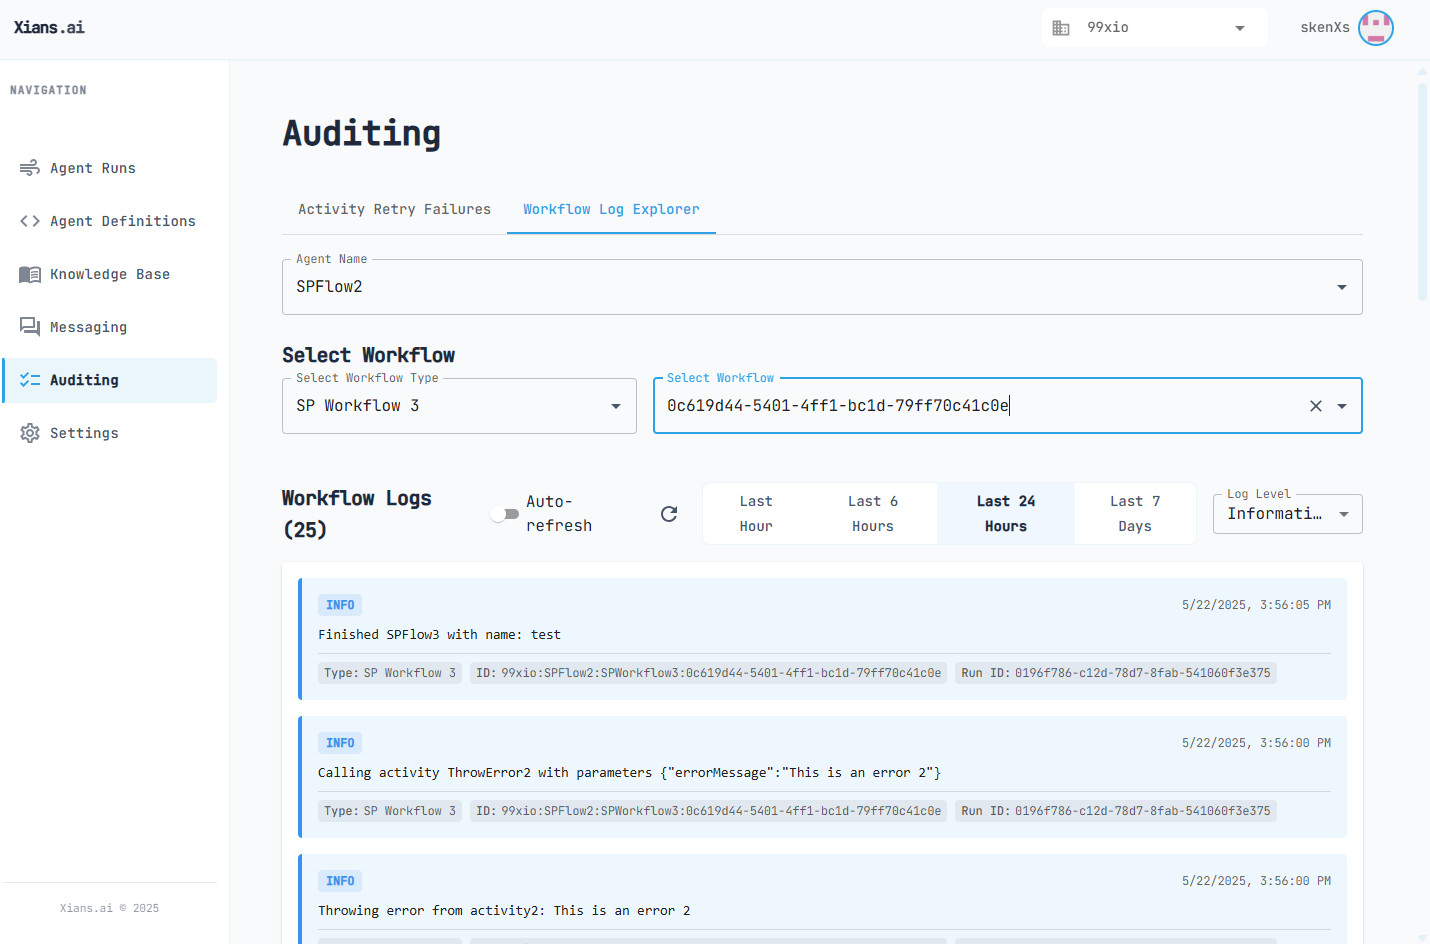 Xians.ai
99xio
skenXs
NAVIGATION
Agent Runs
Agent Definitions
Knowledge Base
Messaging
Auditing
Settings
Xians.ai © 2025
Auditing
Activity Retry Failures
Workflow Log Explorer
Agent Name
SPFlow2
Select Workflow
Select Workflow Type
SP Workflow 3
Select Workflow
0c619d44-5401-4ff1-bc1d-79ff70c41c0e
Workflow Logs
(25)
Auto-
refresh
Last
Hour
Last 6
Hours
Last 24
Hours
Last 7
Days
Log Level
Informati…
INFO
5/22/2025, 3:56:05 PM
Finished SPFlow3 with name: test
Type: SP Workflow 3
ID: 99xio:SPFlow2:SPWorkflow3:0c619d44-5401-4ff1-bc1d-79ff70c41c0e
Run ID: 0196f786-c12d-78d7-8fab-541060f3e375
INFO
5/22/2025, 3:56:00 PM
Calling activity ThrowError2 with parameters {"errorMessage":"This is an error 2"}
Type: SP Workflow 3
ID: 99xio:SPFlow2:SPWorkflow3:0c619d44-5401-4ff1-bc1d-79ff70c41c0e
Run ID: 0196f786-c12d-78d7-8fab-541060f3e375
INFO
5/22/2025, 3:56:00 PM
Throwing error from activity2: This is an error 2